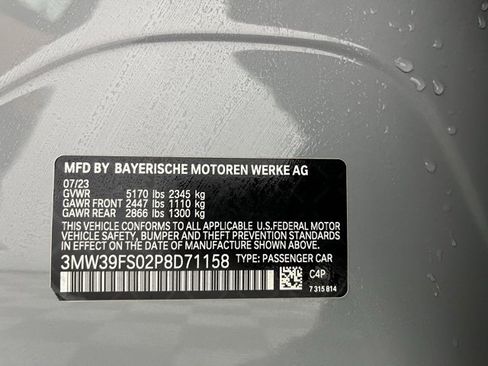 MFD BY BAYERISCHE MOTOREN WERKE AG
07/23
GVWR 5170 lbs 2345 kg
GAWR FRONT 2447 lbs 1110 kg
GAWR REAR 2866 lbs 1300 kg
THIS VEHICLE CONFORMS TO ALL APPLICABLE U.S.FEDERAL MOTOR
VEHICLE SAFETY, BUMPER AND THEFT PREVENTION STANDARDS
IN EFFECT ON THE DATE OF MANUFACTURE SHOWN ABOVE.
3MW39FS02P8D71158 TYPE: PASSENGER CAR
C4P
7 315 814